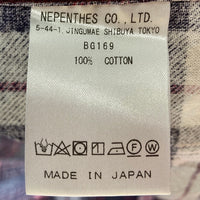 NEPENTHES CO., LTD.
5-44-1, JINGUMAE SHIBUYA TOKYO
BG169
100% COTTON
MADE IN JAPAN